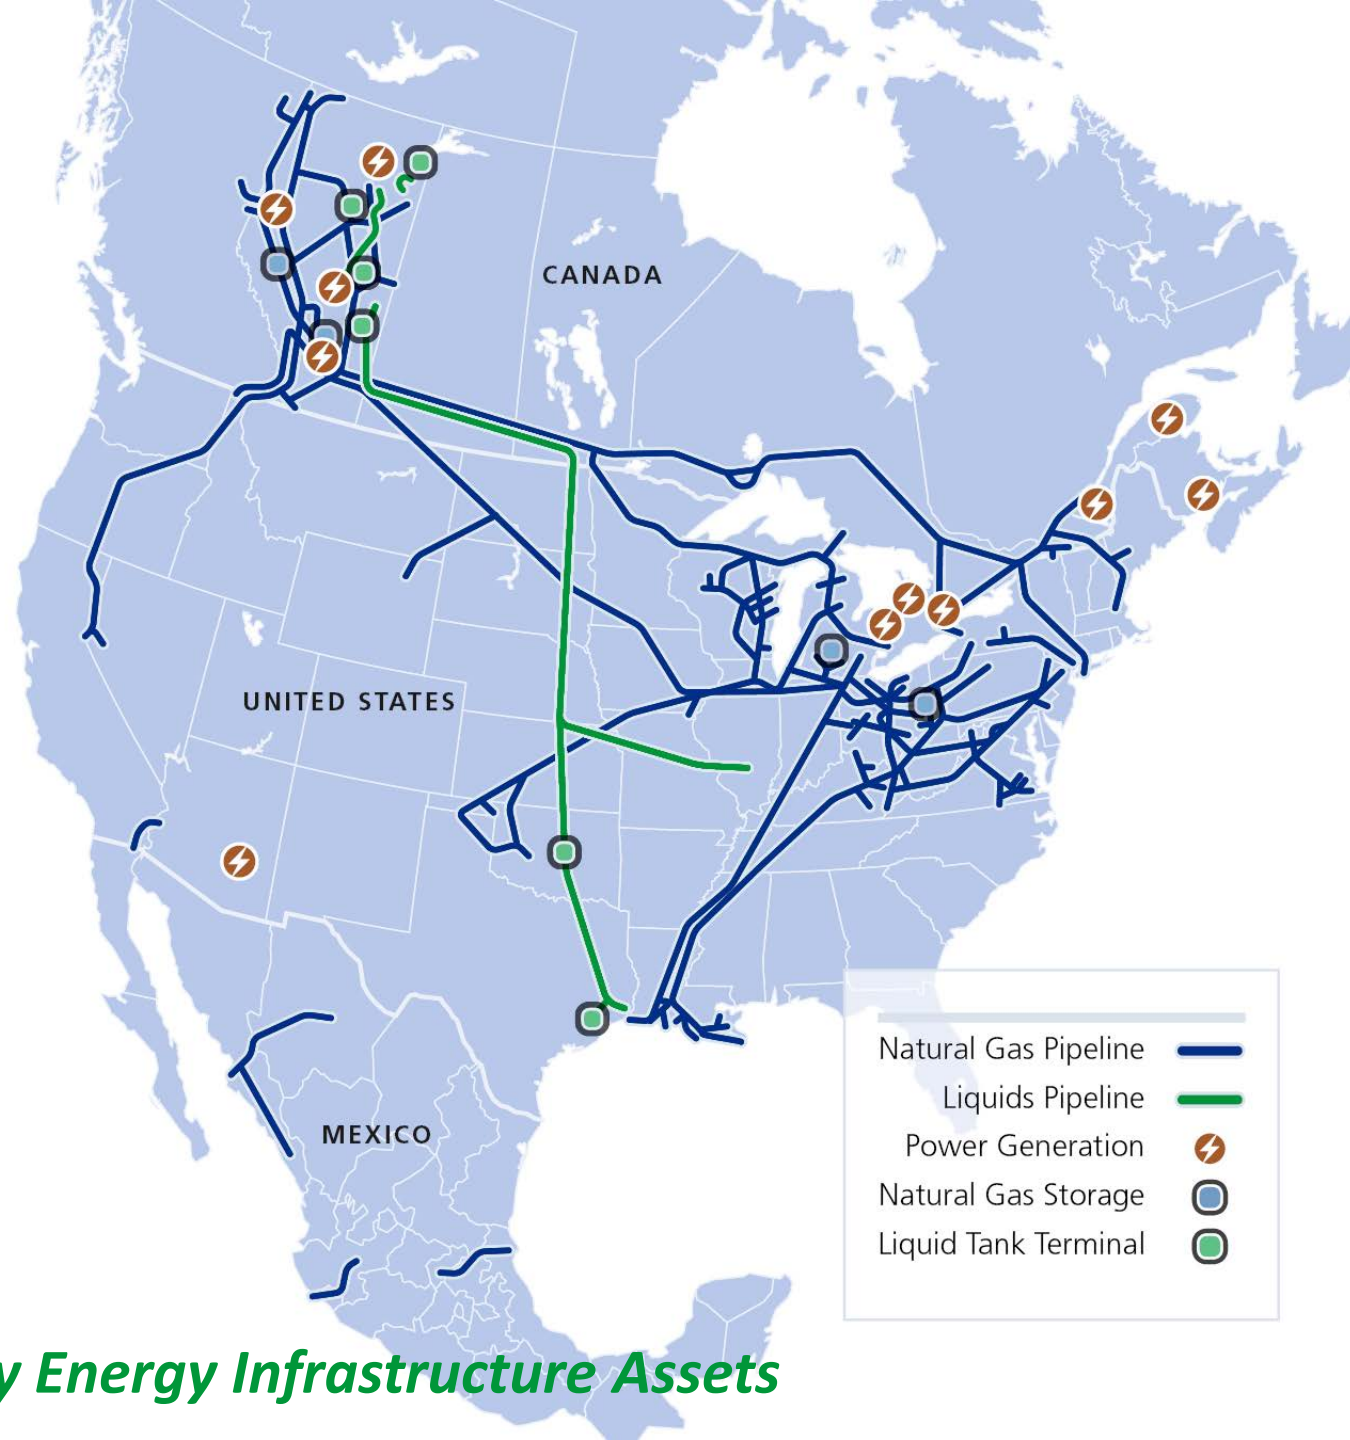 CANADA
UNITED STATES
MEXICO
Natural Gas Pipeline
Liquids Pipeline
Power Generation
Natural Gas Storage
Liquid Tank Terminal
y Energy Infrastructure Assets